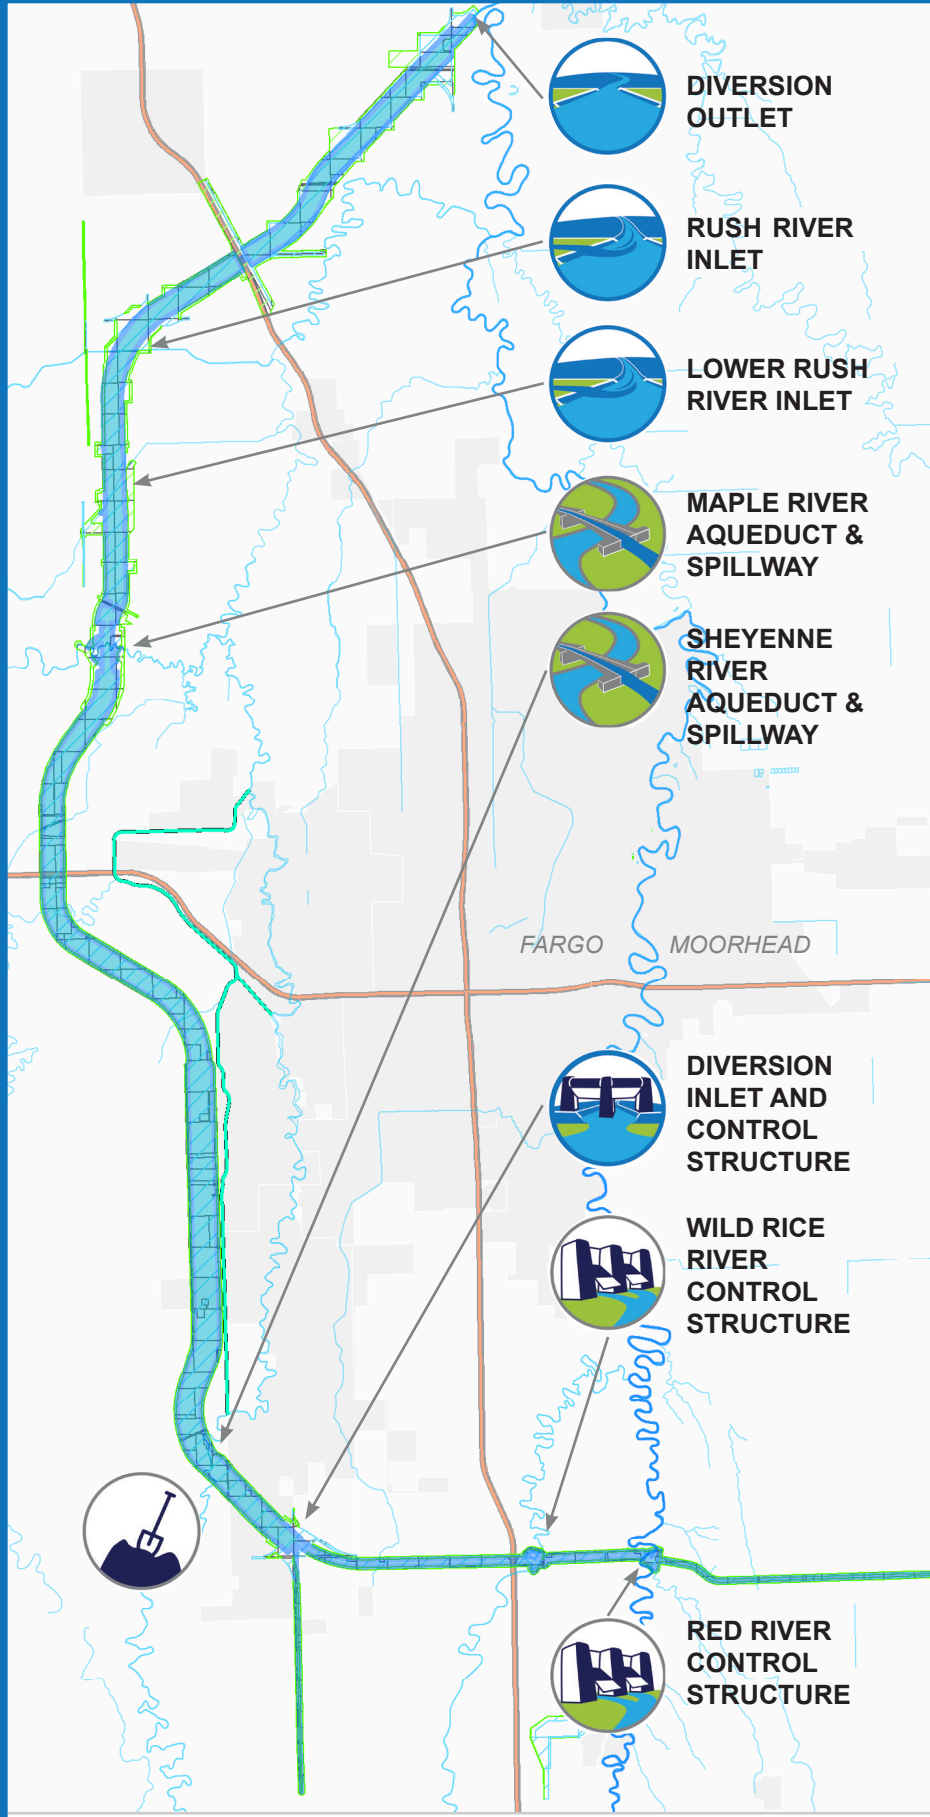 DIVERSION
OUTLET
RUSH RIVER
INLET
LOWER RUSH
RIVER INLET
MAPLE RIVER
AQUEDUCT &
SPILLWAY
SHEYENNE
RIVER
AQUEDUCT &
SPILLWAY
FARGO
MOORHEAD
DIVERSION
INLET AND
CONTROL
STRUCTURE
WILD RICE
RIVER
CONTROL
STRUCTURE
RED RIVER
CONTROL
STRUCTURE